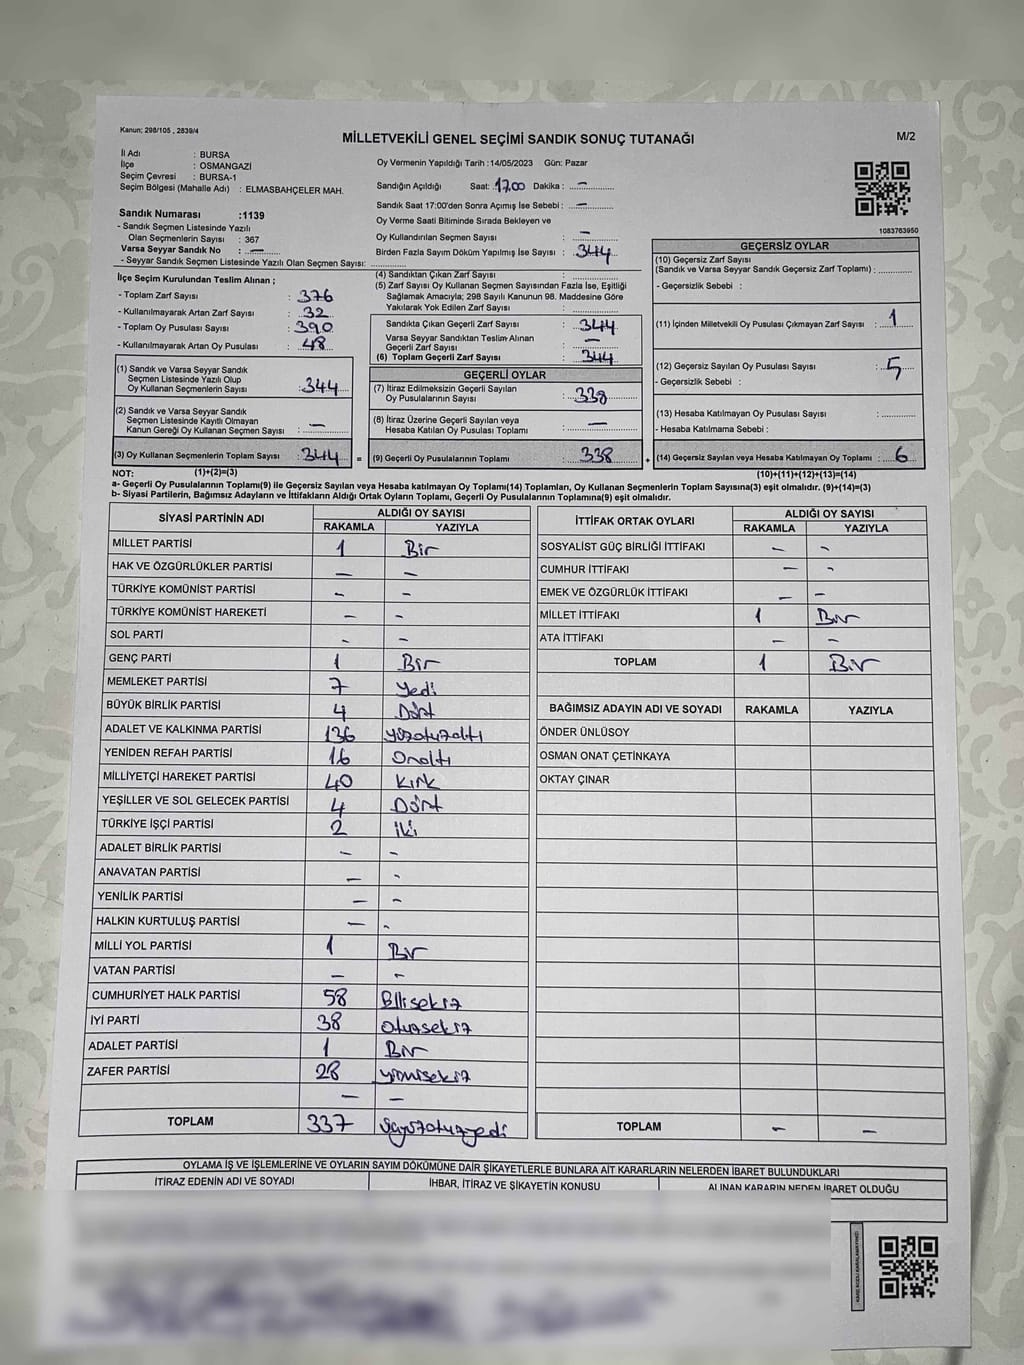 Kanun; 298/105 , 2839/4
MİLLETVEKİLİ GENEL SEÇİMİ SANDIK SONUÇ TUTANAĞI
M/2
İl Adı : BURSA
İlçe : OSMANGAZİ
Seçim Çevresi : BURSA-1
Seçim Bölgesi (Mahalle Adı) : ELMASBAHÇELER MAH.
Oy Vermenin Yapıldığı Tarih : 14/05/2023 Gün: Pazar
Sandığın Açıldığı Saat: 17.00 Dakika : –
Sandık Saat 17:00'den Sonra Açımış İse Sebebi : –
Oy Verme Saati Bitiminde Sırada Bekleyen ve
Oy Kullandırılan Seçmen Sayısı : –
Birden Fazla Sayım Döküm Yapılmış İse Sayısı : 344
1083763950
Sandık Numarası :1139
- Sandık Seçmen Listesinde Yazılı
Olan Seçmenlerin Sayısı : 367
Varsa Seyyar Sandık No : –
- Seyyar Sandık Seçmen Listesinde Yazılı Olan Seçmen Sayısı:
İlçe Seçim Kurulundan Teslim Alınan ;
- Toplam Zarf Sayısı : 376
- Kullanılmayarak Artan Zarf Sayısı : 32
- Toplam Oy Pusulası Sayısı : 390
- Kullanılmayarak Artan Oy Pusulası : 48
(1) Sandık ve Varsa Seyyar Sandık
Seçmen Listesinde Yazılı Olup
Oy Kullanan Seçmenlerin Sayısı : 344
(2) Sandık ve Varsa Seyyar Sandık
Seçmen Listesinde Kayıtlı Olmayan
Kanun Gereği Oy Kullanan Seçmen Sayısı : –
(3) Oy Kullanan Seçmenlerin Toplam Sayısı : 344 =
(4) Sandıktan Çıkan Zarf Sayısı :
(5) Zarf Sayısı Oy Kullanan Seçmen Sayısından Fazla İse, Eşitliği
Sağlamak Amacıyla; 298 Sayılı Kanunun 98. Maddesine Göre
Yakılarak Yok Edilen Zarf Sayısı :
Sandıkta Çıkan Geçerli Zarf Sayısı : 344
Varsa Seyyar Sandıktan Teslim Alınan
Geçerli Zarf Sayısı : –
(6) Toplam Geçerli Zarf Sayısı : 344
GEÇERLİ OYLAR
(7) İtiraz Edilmeksizin Geçerli Sayılan
Oy Pusulalarının Sayısı : 338
(8) İtiraz Üzerine Geçerli Sayılan veya
Hesaba Katılan Oy Pusulası Toplamı : –
(9) Geçerli Oy Pusulalarının Toplamı : 338 +
GEÇERSİZ OYLAR
(10) Geçersiz Zarf Sayısı
(Sandık ve Varsa Seyyar Sandık Geçersiz Zarf Toplamı) :
- Geçersizlik Sebebi :
(11) İçinden Milletvekili Oy Pusulası Çıkmayan Zarf Sayısı : 1
(12) Geçersiz Sayılan Oy Pusulası Sayısı : 5
- Geçersizlik Sebebi :
(13) Hesaba Katılmayan Oy Pusulası Sayısı :
- Hesaba Katılmama Sebebi :
(14) Geçersiz Sayılan veya Hesaba Katılmayan Oy Toplamı : 6
NOT: (1)+(2)=(3) (10)+(11)+(12)+(13)=(14)
a- Geçerli Oy Pusulalarının Toplamı(9) ile Geçersiz Sayılan veya Hesaba katılmayan Oy Toplamı(14) Toplamları, Oy Kullanan Seçmenlerin Toplam Sayısına(3) eşit olmalıdır. (9)+(14)=(3)
b- Siyasi Partilerin, Bağımsız Adayların ve İttifakların Aldığı Ortak Oyların Toplamı, Geçerli Oy Pusulalarının Toplamına(9) eşit olmalıdır.
SİYASİ PARTİNİN ADI ALDIĞI OY SAYISI
RAKAMLA YAZIYLA
MİLLET PARTİSİ 1 Bir
HAK VE ÖZGÜRLÜKLER PARTİSİ – –
TÜRKİYE KOMÜNİST PARTİSİ – –
TÜRKİYE KOMÜNİST HAREKETİ – –
SOL PARTİ – –
GENÇ PARTİ 1 Bir
MEMLEKET PARTİSİ 7 Yedi
BÜYÜK BİRLİK PARTİSİ 4 Dört
ADALET VE KALKINMA PARTİSİ 136 yüzotuzaltı
YENİDEN REFAH PARTİSİ 16 Onaltı
MİLLİYETÇİ HAREKET PARTİSİ 40 Kırk
YEŞİLLER VE SOL GELECEK PARTİSİ 4 Dört
TÜRKİYE İŞÇİ PARTİSİ 2 iki
ADALET BİRLİK PARTİSİ – –
ANAVATAN PARTİSİ – –
YENİLİK PARTİSİ – –
HALKIN KURTULUŞ PARTİSİ – –
MİLLİ YOL PARTİSİ 1 Bir
VATAN PARTİSİ – –
CUMHURİYET HALK PARTİSİ 58 Ellisekiz
İYİ PARTİ 38 otuzsekiz
ADALET PARTİSİ 1 Bir
ZAFER PARTİSİ 28 yirmisekiz
– –
TOPLAM 337 üçyüzotuzyedi
İTTİFAK ORTAK OYLARI ALDIĞI OY SAYISI
RAKAMLA YAZIYLA
SOSYALİST GÜÇ BİRLİĞİ İTTİFAKI – –
CUMHUR İTTİFAKI – –
EMEK VE ÖZGÜRLÜK İTTİFAKI – –
MİLLET İTTİFAKI 1 Bir
ATA İTTİFAKI – –
TOPLAM 1 Bir
BAĞIMSIZ ADAYIN ADI VE SOYADI RAKAMLA YAZIYLA
ÖNDER ÜNLÜSOY
OSMAN ONAT ÇETİNKAYA
OKTAY ÇINAR
TOPLAM – –
OYLAMA İŞ VE İŞLEMLERİNE VE OYLARIN SAYIM DÖKÜMÜNE DAİR ŞİKAYETLERLE BUNLARA AİT KARARLARIN NELERDEN İBARET BULUNDUKLARI
İTİRAZ EDENİN ADI VE SOYADI İHBAR, İTİRAZ VE ŞİKAYETİN KONUSU ALINAN KARARIN NEDEN İBARET OLDUĞU